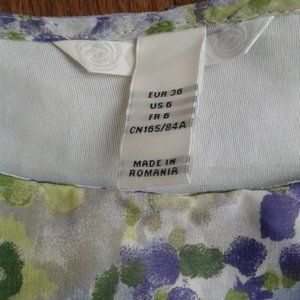 EUR 36
US 6
FR 6
CN165/84A
MADE IN
ROMANIA